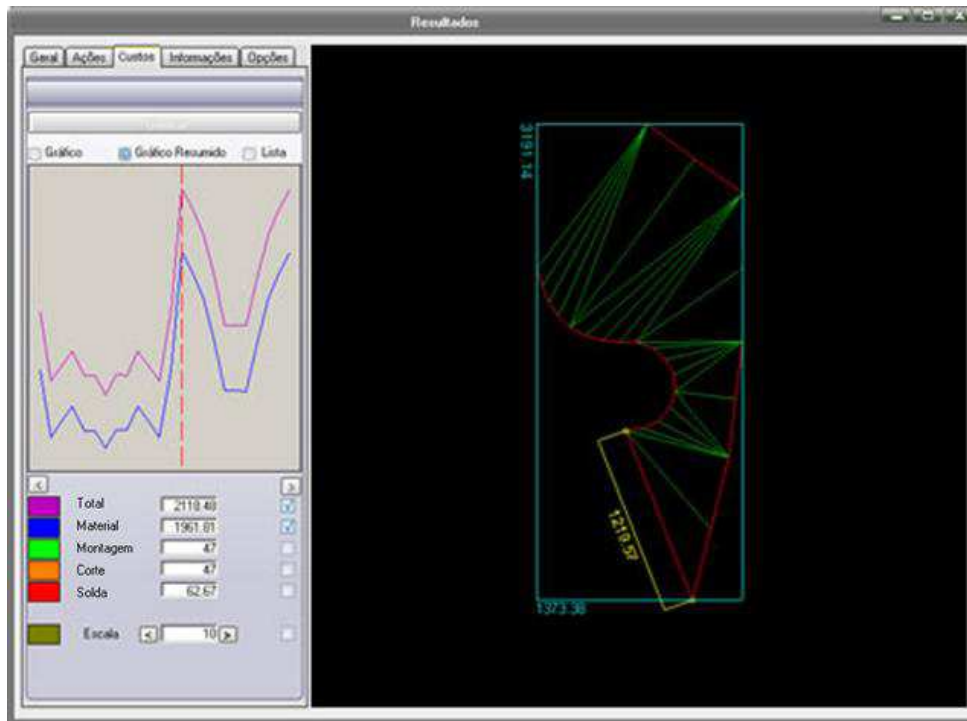 Resultados
Geral Ações Custos Informações Opções
Gráfico Gráfico Resumido Lista
< >
Total 2118.48
Material 1961.81
Montagem 47
Corte 47
Solda 62.67
Escala < 10 >
3191.14
1219.57
1373.38